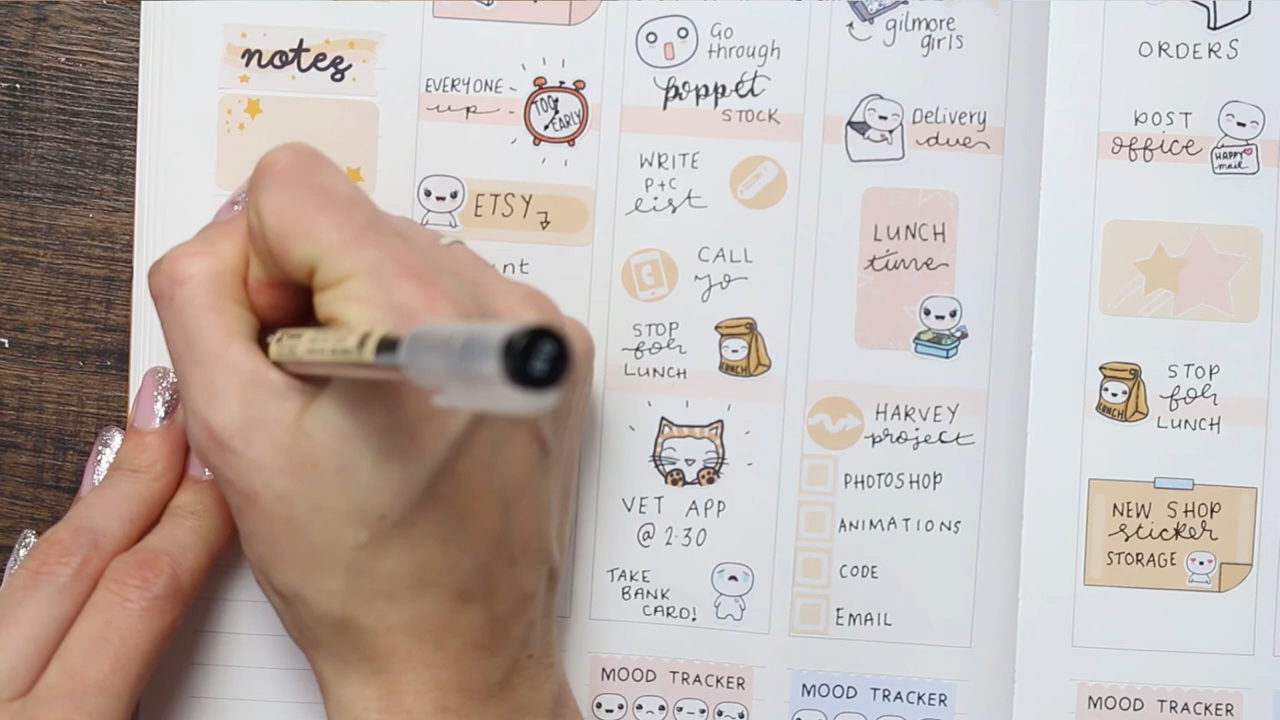 notes
EVERYONE -
up -
TOO
EARLY
ETSY
Go
through
poppet
STOCK
WRITE
P+C
list
CALL
YO
STOP
for
LUNCH
LUNCH
VET APP
@ 2:30
TAKE
BANK
CARD!
MOOD TRACKER
gilmore
girls
Delivery
due
LUNCH
time
HARVEY
project
PHOTOSHOP
ANIMATIONS
CODE
EMAIL
MOOD TRACKER
ORDERS
POST
office
HAPPY
mail
STOP
for
LUNCH
LUNCH
NEW SHOP
sticker
STORAGE
MOOD TRACKER